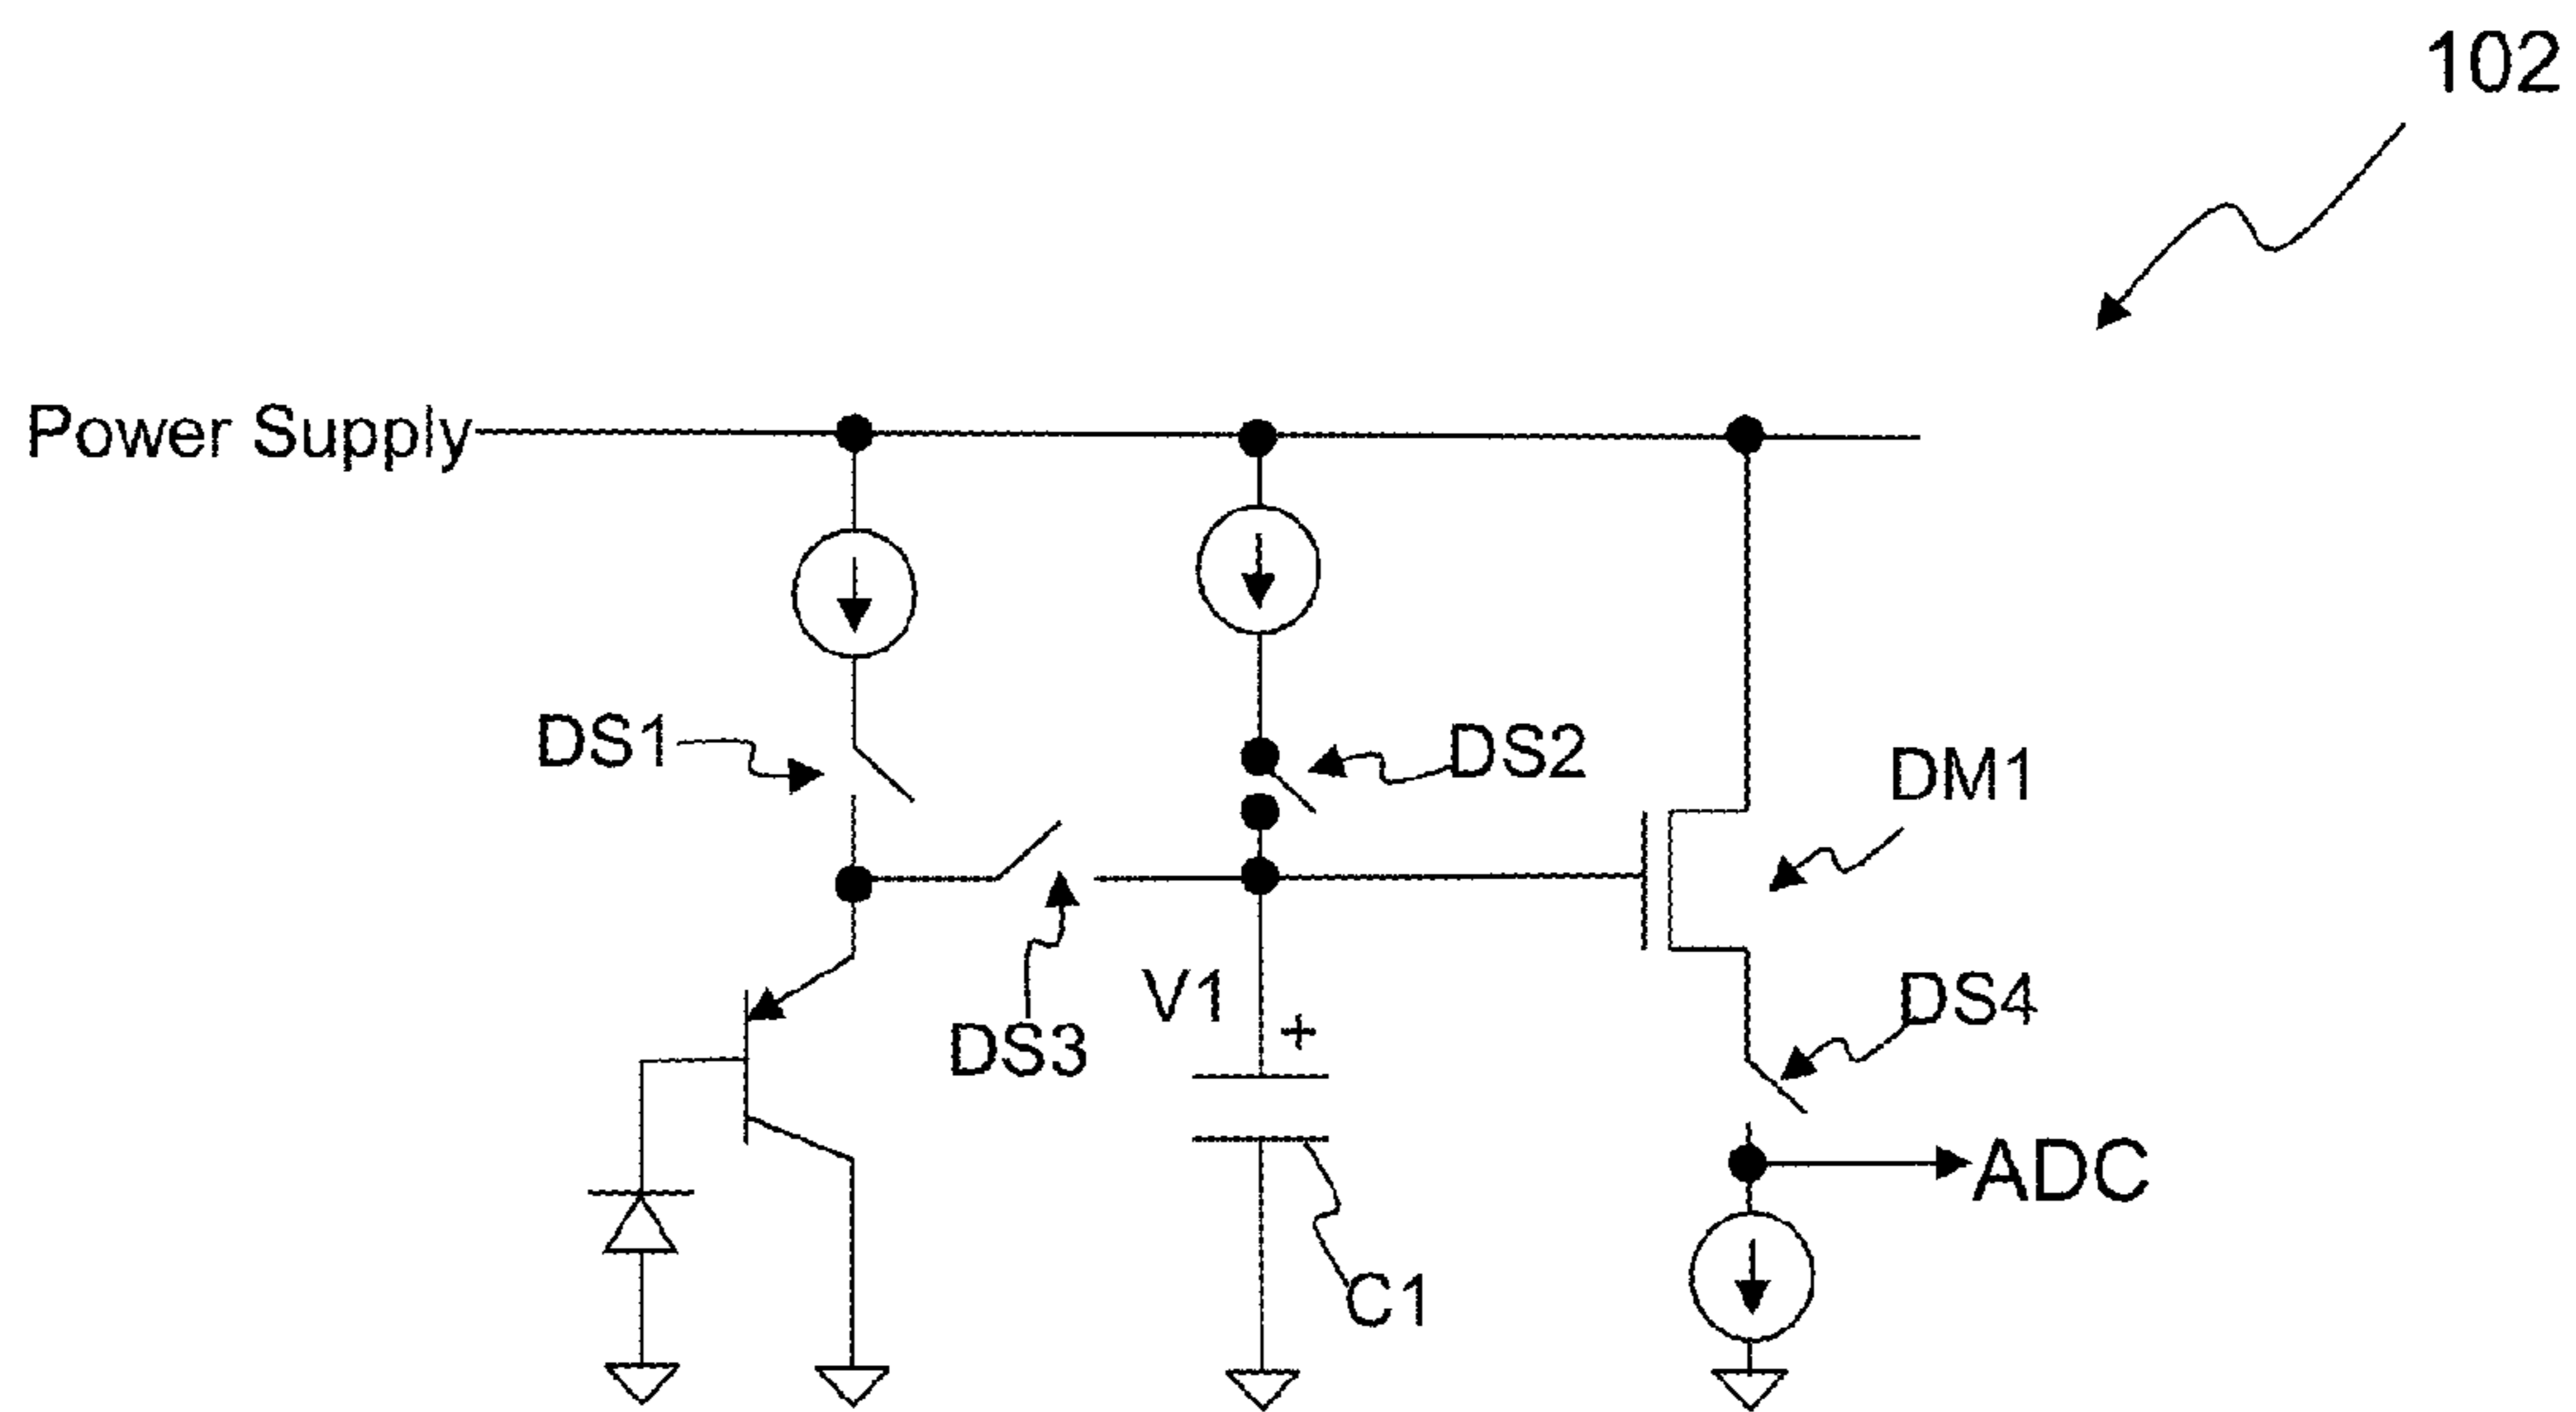 102
Power Supply
DS1
DS2
DM1
DS3
V1
+
DS4
ADC
C1